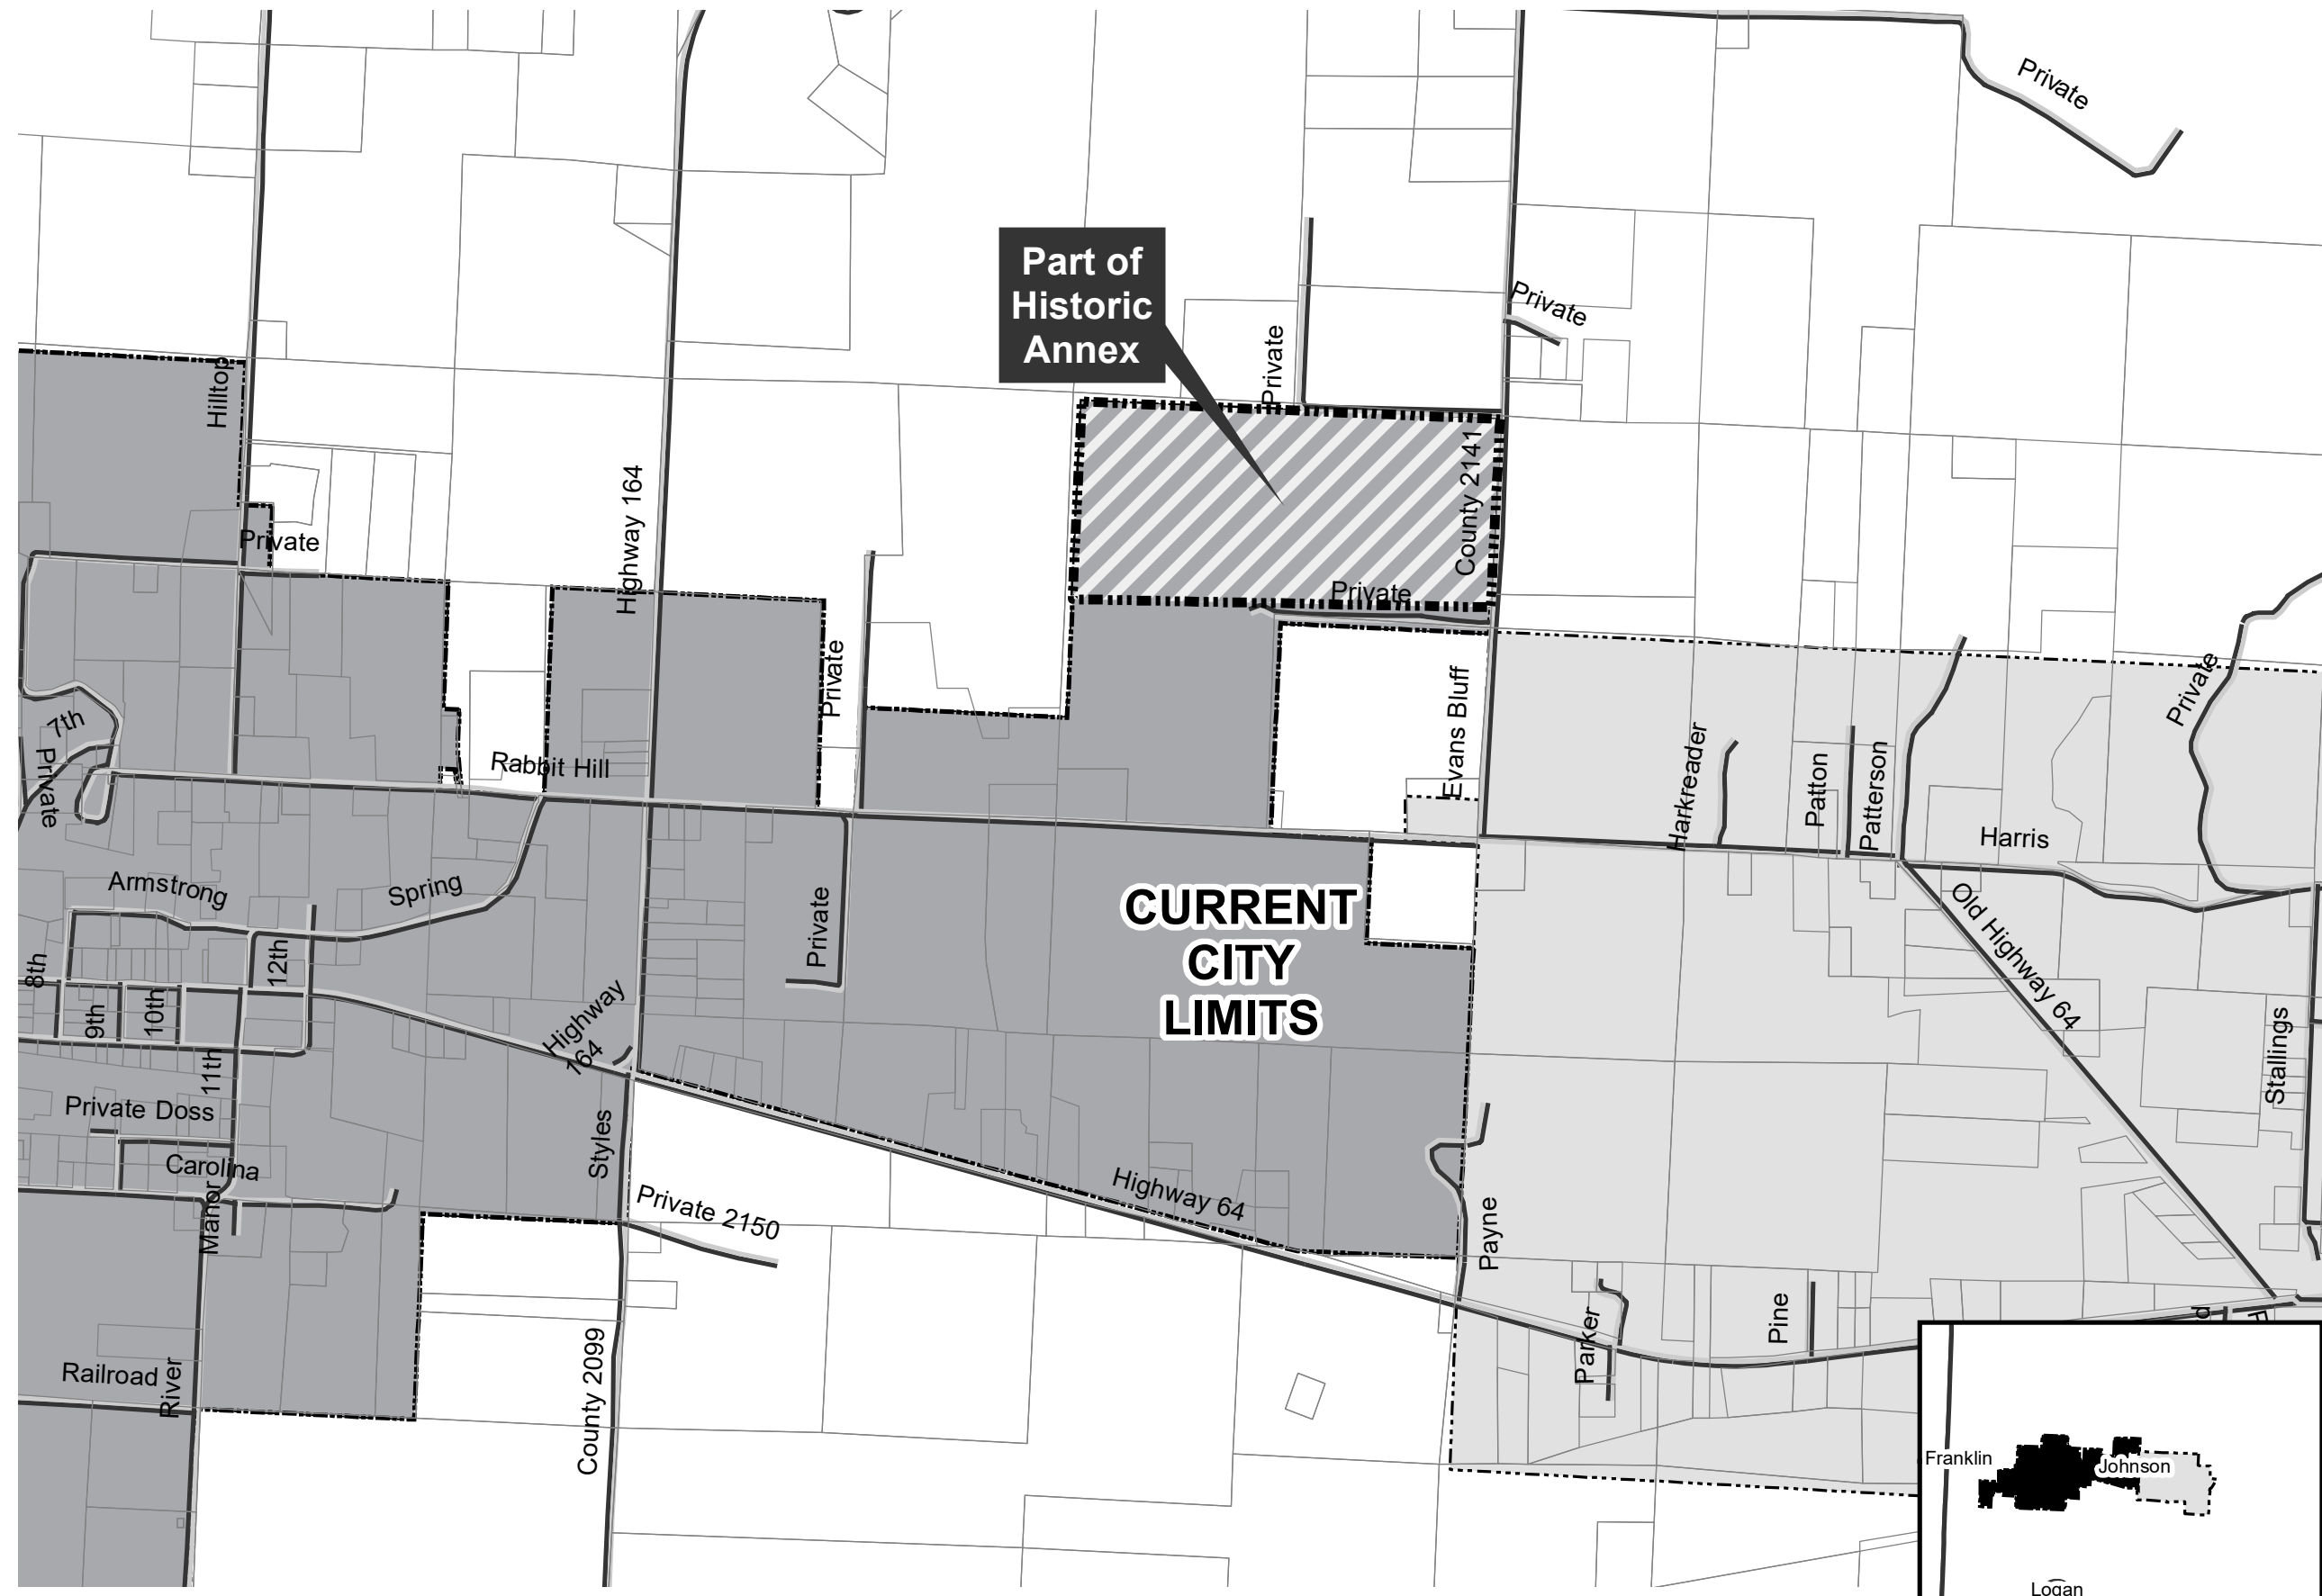 Private
Part of
Historic
Annex
Private
Private
Hilltop
Highway 164
County 2141
Private
Private
Private
Evans Bluff
7th
Private
Rabbit Hill
Harkreader
Patton
Patterson
Private
Harris
Armstrong
Spring
Private
CURRENT
CITY
LIMITS
Old Highway 64
8th
9th
10th
12th
Highway
164
11th
Stallings
Private Doss
Carolina
Manor
Styles
Private 2150
Highway 64
Payne
Parker
Pine
Railroad
River
County 2099
Franklin
Johnson
Logan